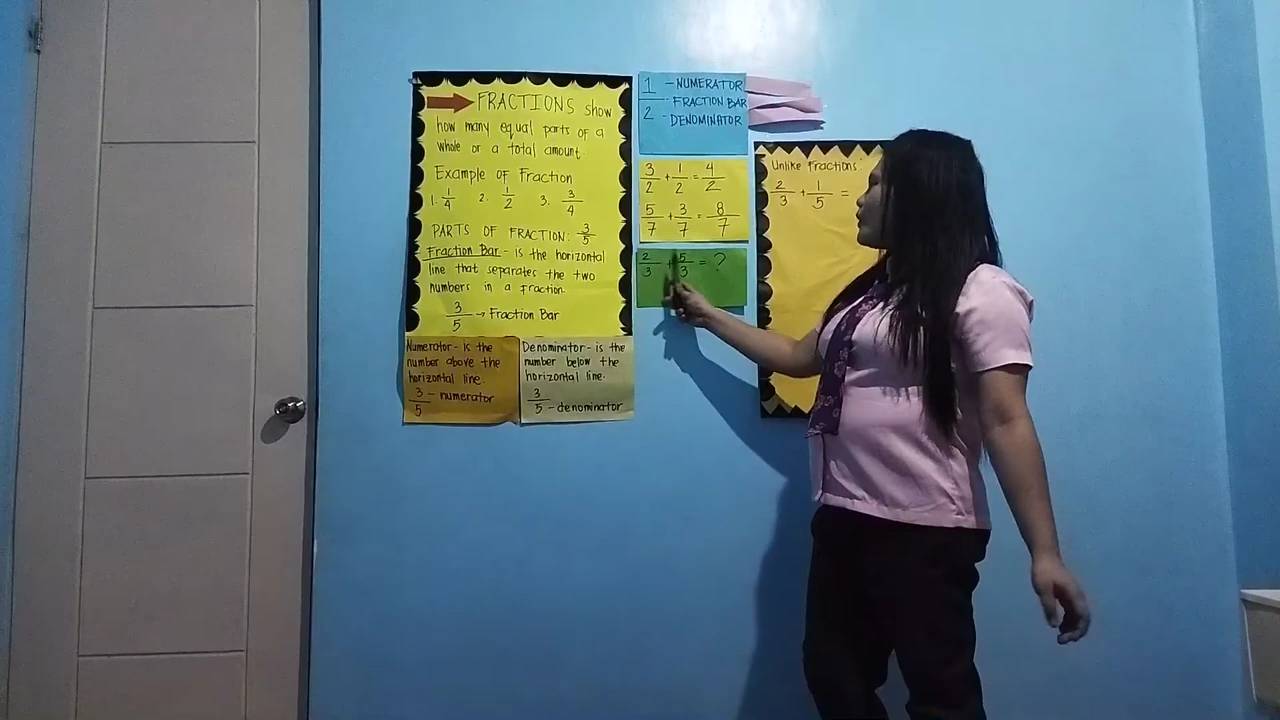 FRACTIONS show
how many equal parts of a
whole or a total amount.
Example of Fraction
1. 1/4 2. 1/2 3. 3/4
PARTS OF FRACTION: 3/5
Fraction Bar - is the horizontal
line that separates the two
numbers in a fraction.
3/5 → Fraction Bar
Numerator - is the
number above the
horizontal line.
3/5 - numerator
Denominator - is the
number below the
horizontal line.
3/5 - denominator
1 - NUMERATOR
- FRACTION BAR
2 - DENOMINATOR
3/2 + 1/2 = 4/2
5/7 + 3/7 = 8/7
2/3 + 5/3 = ?
Unlike Fractions:
2/3 + 1/5 =